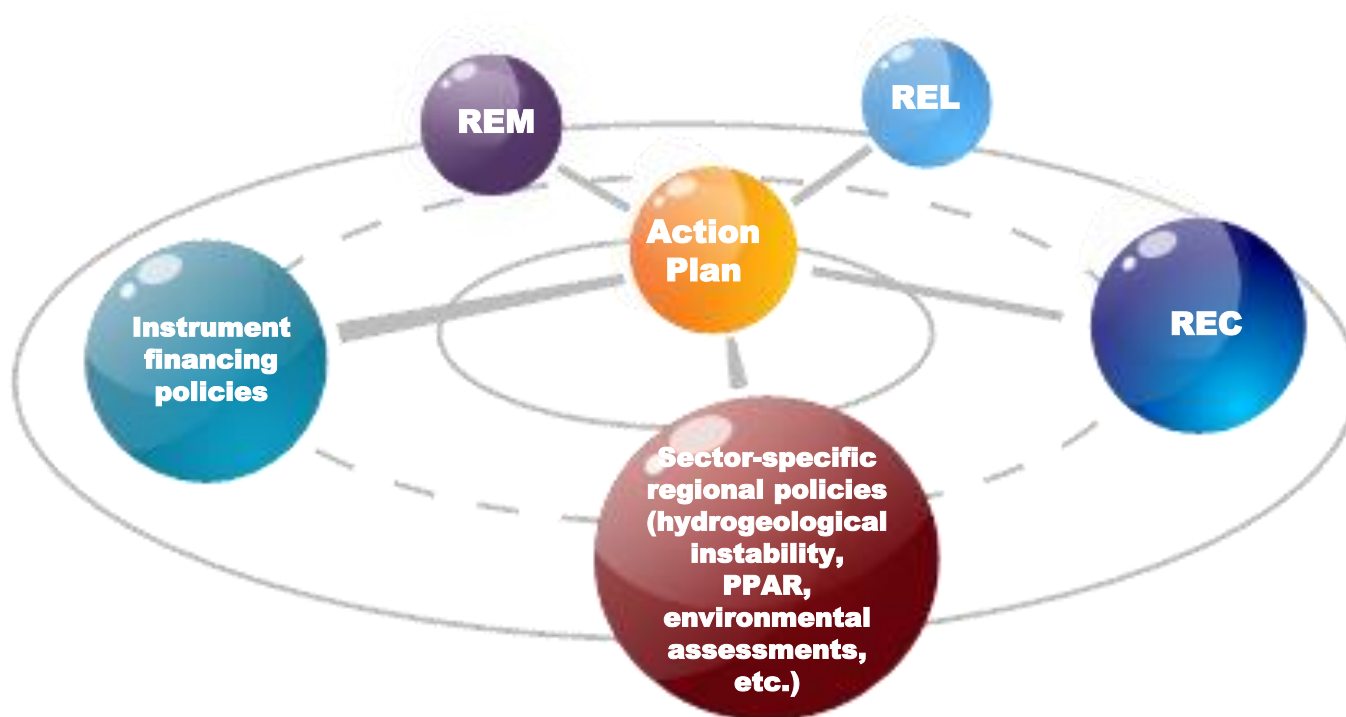 REM
REL
Action
Plan
Instrument
financing
policies
REC
Sector-specific
regional policies
(hydrogeological
instability,
PPAR,
environmental
assessments,
etc.)